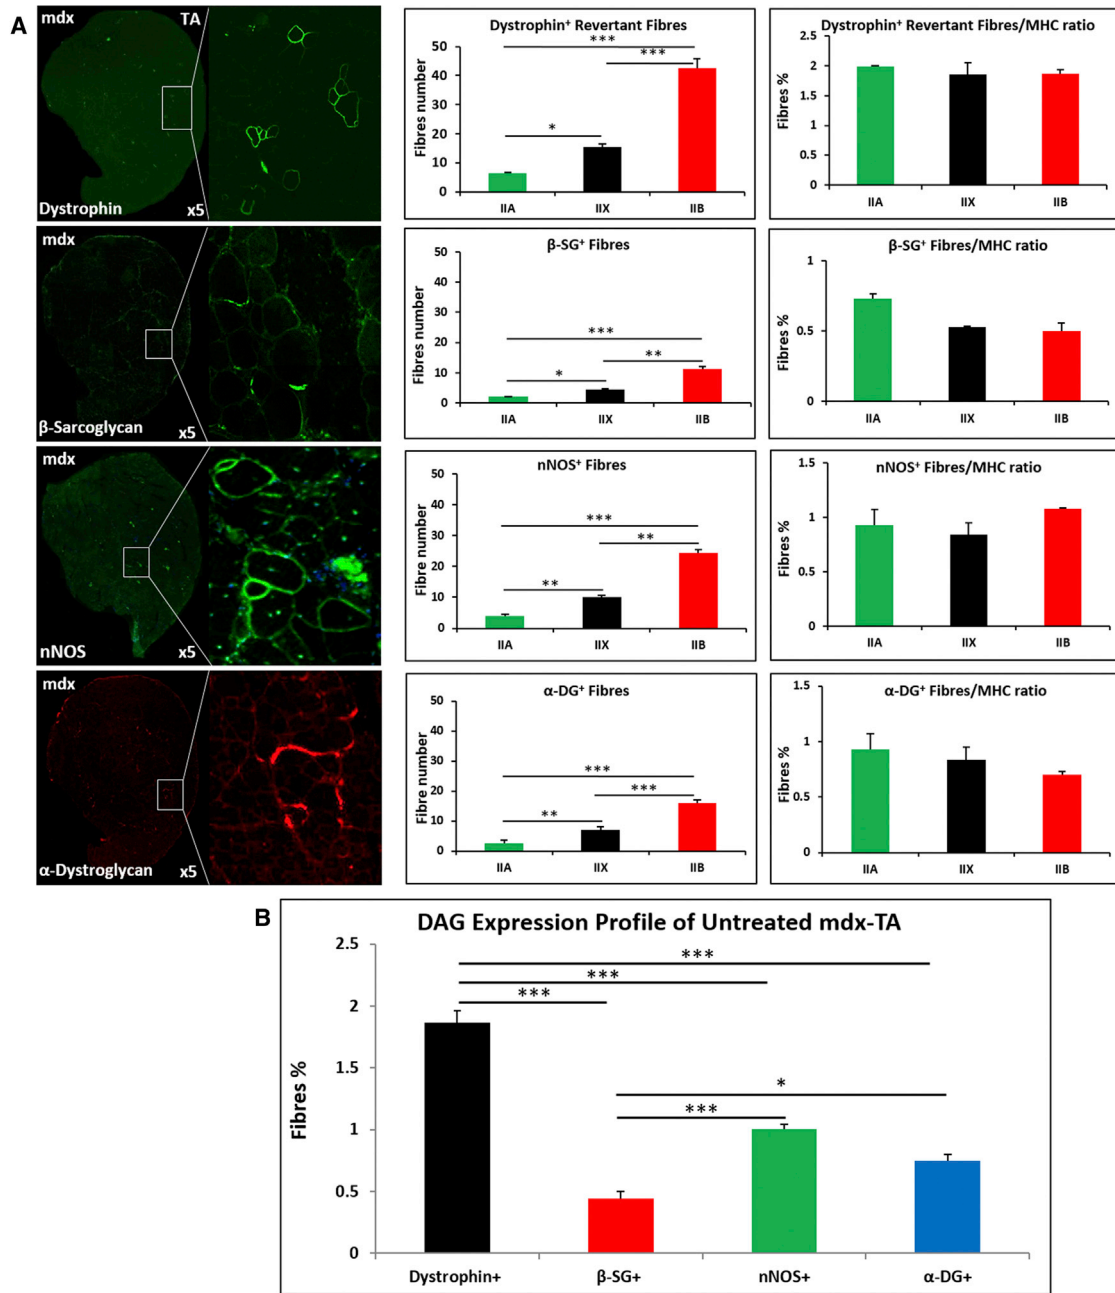 A
mdx
TA
Dystrophin
x5
Dystrophin⁺ Revertant Fibres
Fibres number
50
40
30
20
10
0
***
***
*
IIA
IIX
IIB
Dystrophin⁺ Revertant Fibres/MHC ratio
Fibres %
2.5
2
1.5
1
0.5
0
IIA
IIX
IIB
mdx
β-Sarcoglycan
x5
β-SG⁺ Fibres
Fibres number
50
40
30
20
10
0
***
**
*
IIA
IIX
IIB
β-SG⁺ Fibres/MHC ratio
Fibres %
1
0.5
0
IIA
IIX
IIB
mdx
nNOS
x5
nNOS⁺ Fibres
Fibre number
50
40
30
20
10
0
***
**
**
IIA
IIX
IIB
nNOS⁺ Fibres/MHC ratio
Fibres %
1.5
1
0.5
0
IIA
IIX
IIB
mdx
α-Dystroglycan
x5
α-DG⁺ Fibres
Fibre number
50
40
30
20
10
0
***
***
**
IIA
IIX
IIB
α-DG⁺ Fibres/MHC ratio
Fibres %
1.5
1
0.5
0
IIA
IIX
IIB
B
DAG Expression Profile of Untreated mdx-TA
Fibres %
2.5
2
1.5
1
0.5
0
***
***
***
*
***
Dystrophin+
β-SG+
nNOS+
α-DG+